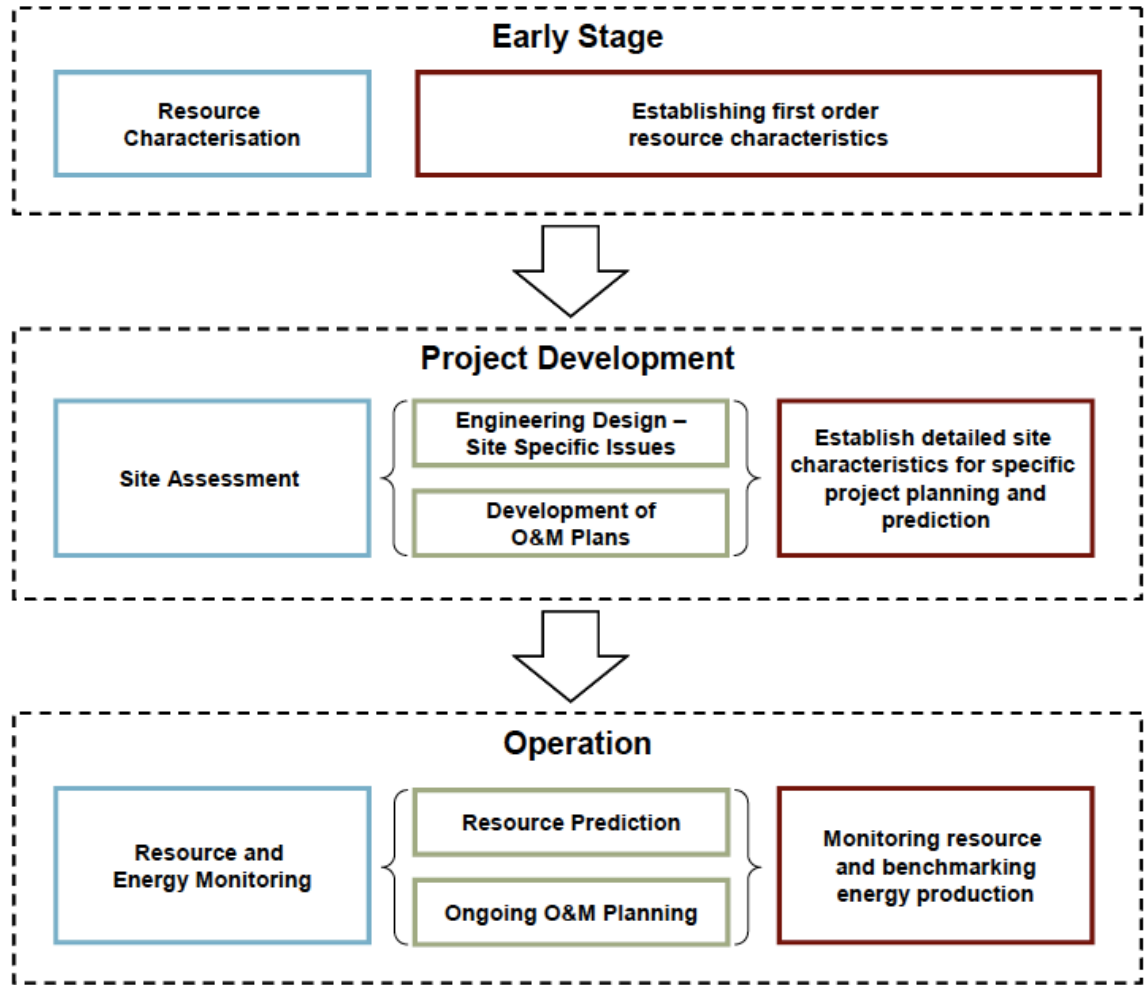 Early Stage
Resource
Characterisation
Establishing first order
resource characteristics
Project Development
Site Assessment
Engineering Design –
Site Specific Issues
Development of
O&M Plans
Establish detailed site
characteristics for specific
project planning and
prediction
Operation
Resource and
Energy Monitoring
Resource Prediction
Ongoing O&M Planning
Monitoring resource
and benchmarking
energy production